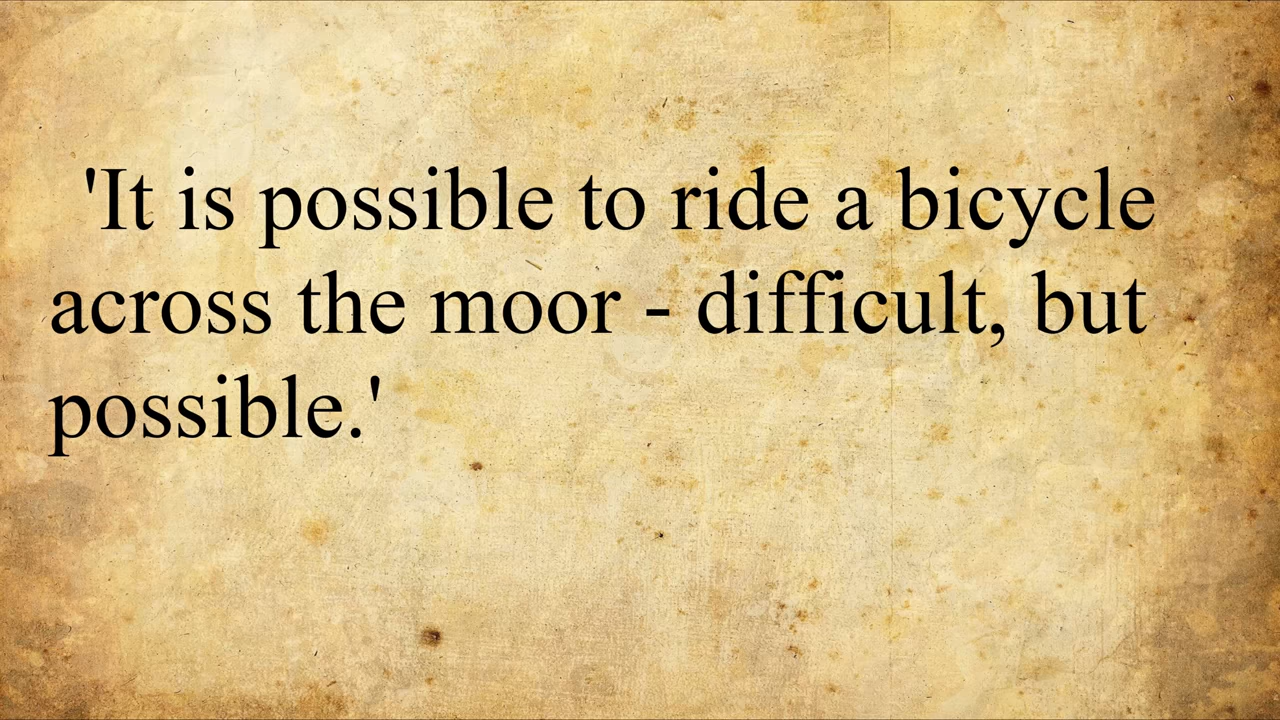 'It is possible to ride a bicycle
across the moor - difficult, but
possible.'